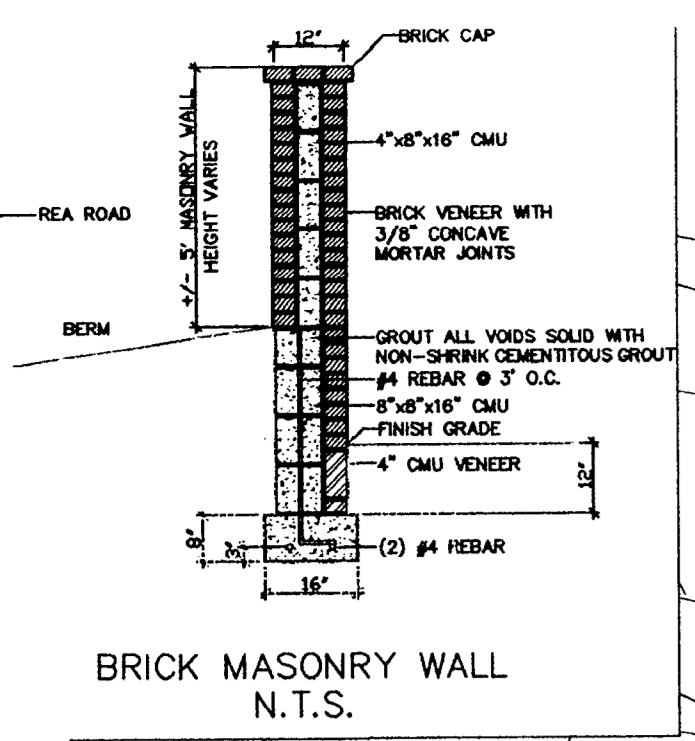 12"
BRICK CAP
4"x8"x16" CMU
+/- 5' MASONRY WALL
HEIGHT VARIES
REA ROAD
BRICK VENEER WITH
3/8" CONCAVE
MORTAR JOINTS
BERM
GROUT ALL VOIDS SOLID WITH
NON-SHRINK CEMENTITOUS GROUT
#4 REBAR @ 3' O.C.
8"x8"x16" CMU
FINISH GRADE
4" CMU VENEER
12"
8"
3"
(2) #4 REBAR
16"
BRICK MASONRY WALL
N.T.S.